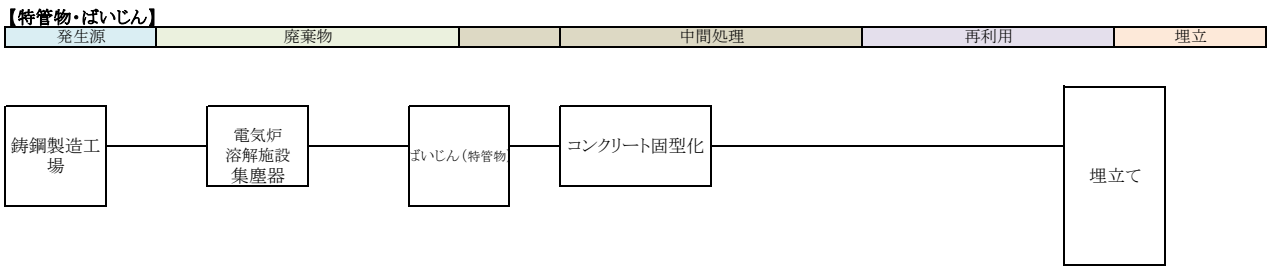 【特管物・ばいじん】
発生源 廃棄物 中間処理 再利用 埋立
鋳鋼製造工
場
電気炉
溶解施設
集塵器
ばいじん(特管物)
コンクリート固型化
埋立て